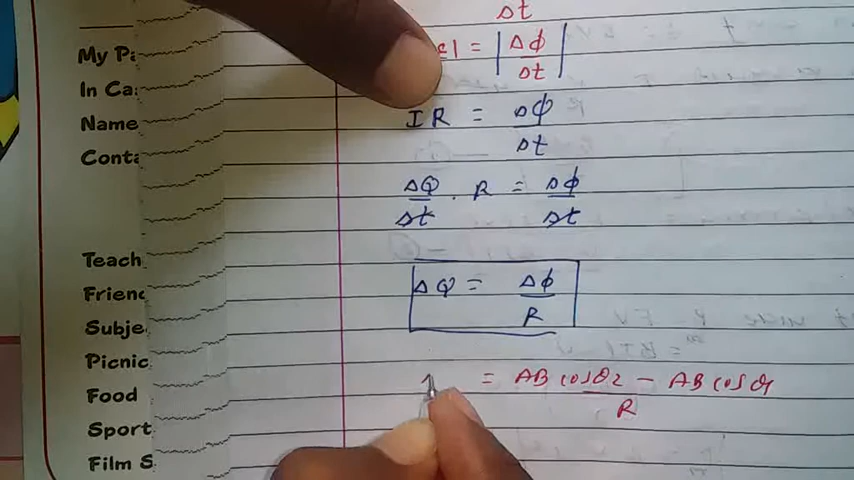 Δt
ε| = |Δϕ / Δt|
IR = Δϕ / Δt
ΔQ / Δt . R = Δϕ / Δt
ΔQ = Δϕ / R
= AB cosθ2 - AB cosθ1 / R
My Pa
In Ca
Name
Conta
Teach
Friend
Subje
Picnic
Food
Sport
Film S